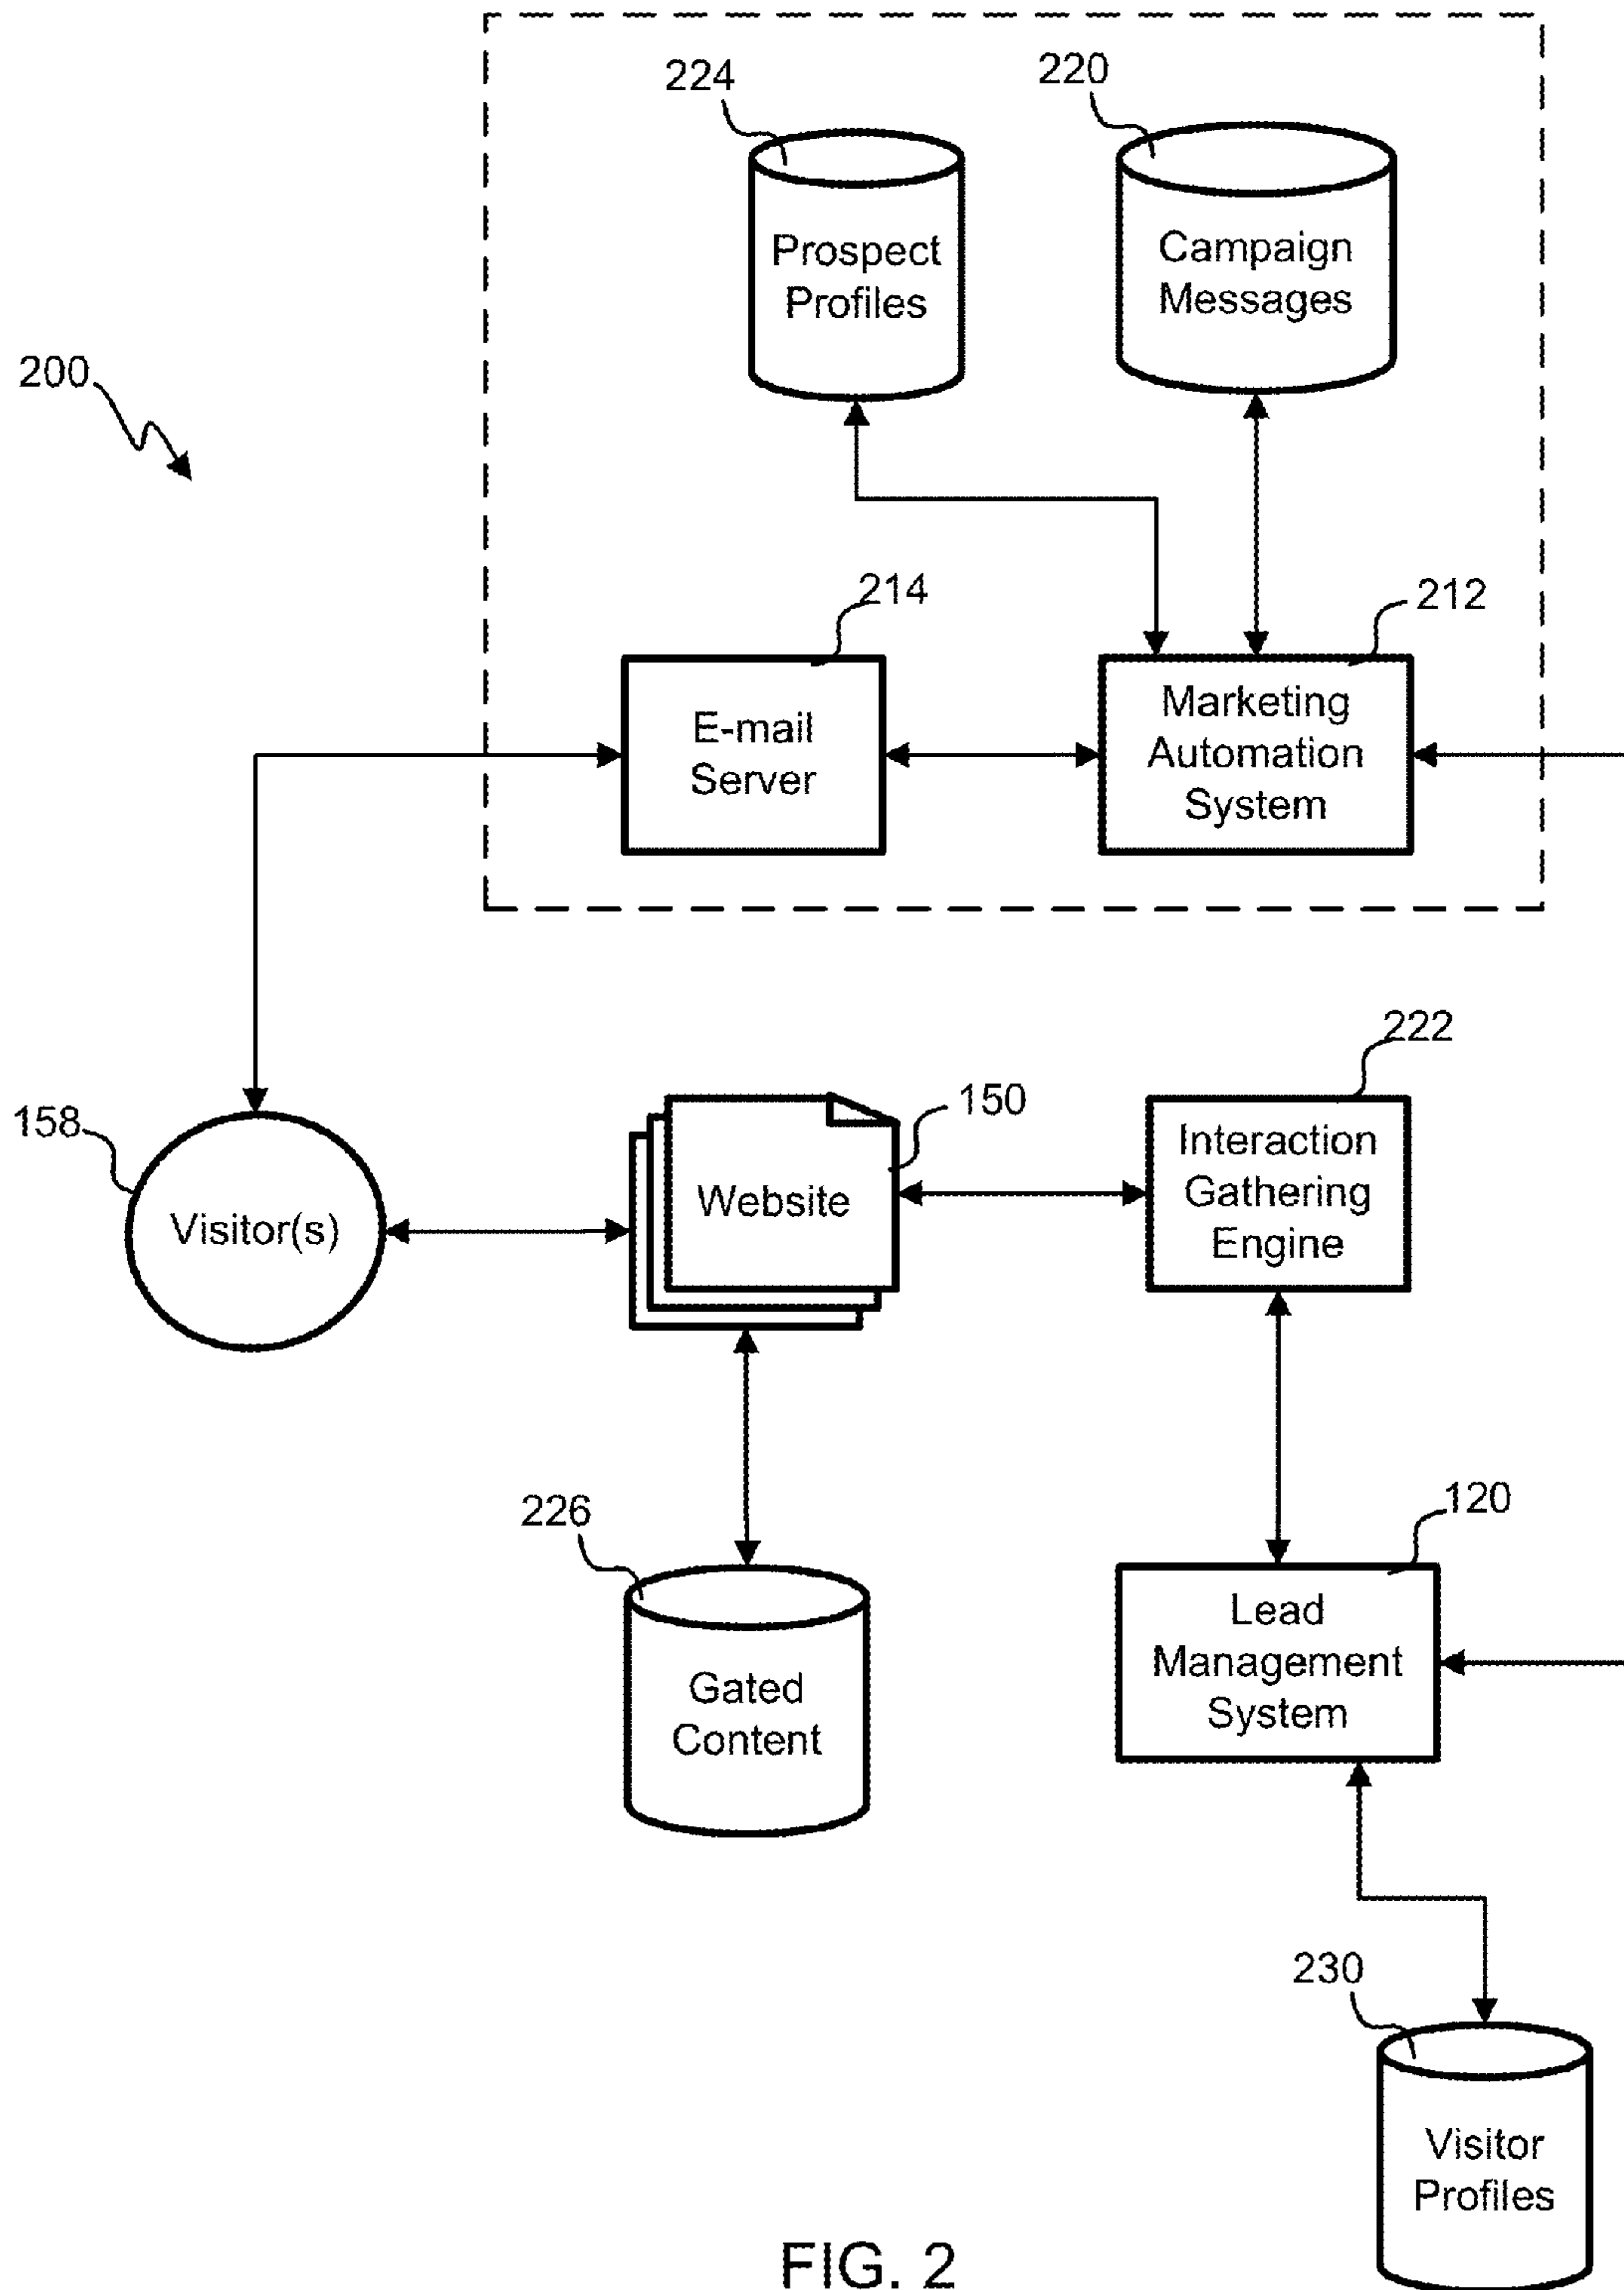 224
220
Prospect
Profiles
Campaign
Messages
200
214
212
E-mail
Server
Marketing
Automation
System
222
158
150
Visitor(s)
Website
Interaction
Gathering
Engine
226
120
Gated
Content
Lead
Management
System
230
Visitor
Profiles
FIG. 2